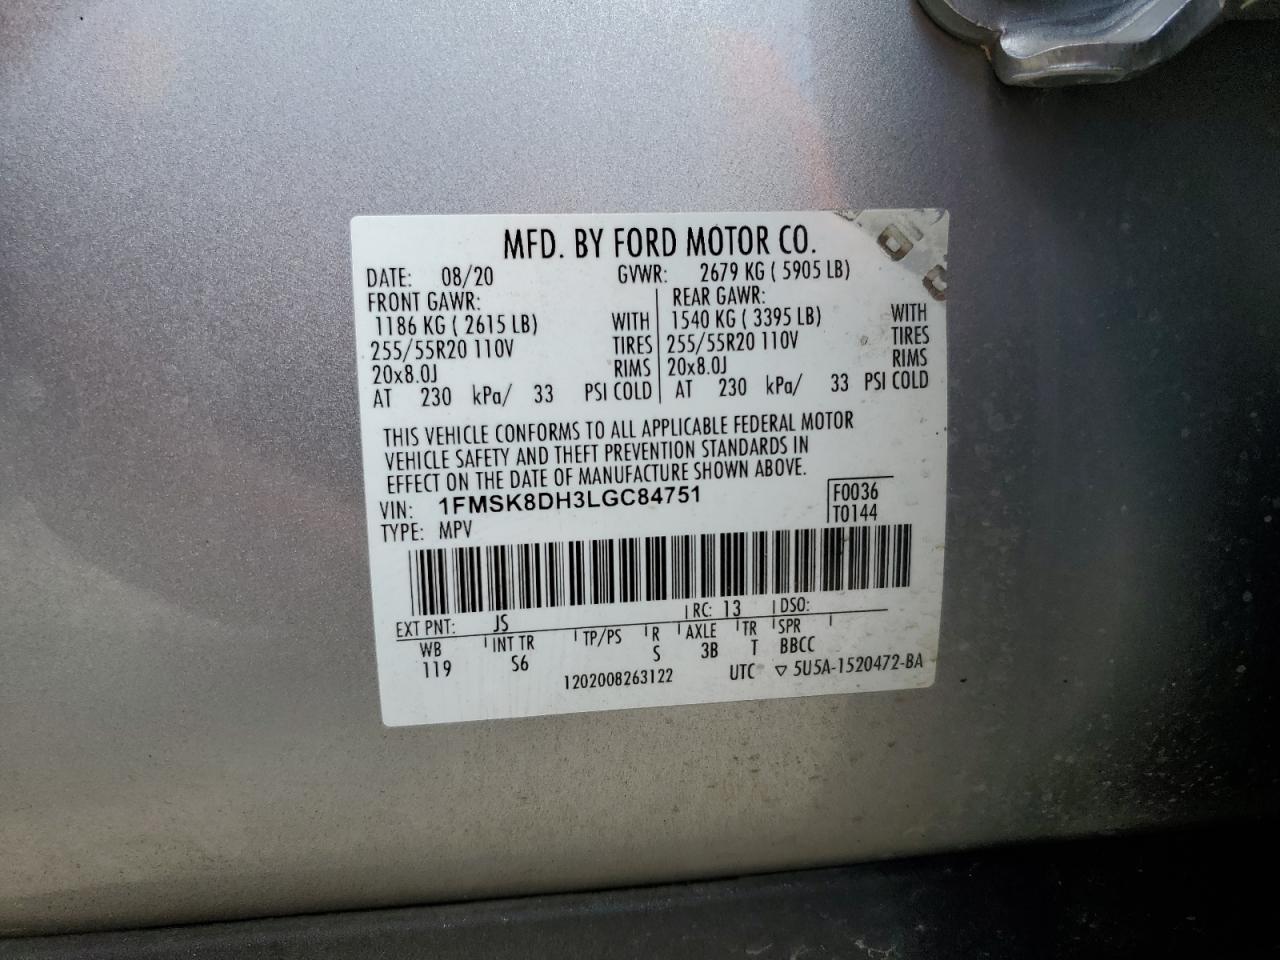 MFD. BY FORD MOTOR CO.
DATE: 08/20 GVWR: 2679 KG ( 5905 LB)
FRONT GAWR: REAR GAWR:
1186 KG ( 2615 LB) WITH 1540 KG ( 3395 LB) WITH
255/55R20 110V TIRES 255/55R20 110V TIRES
20x8.0J RIMS 20x8.0J RIMS
AT 230 kPa/ 33 PSI COLD AT 230 kPa/ 33 PSI COLD
THIS VEHICLE CONFORMS TO ALL APPLICABLE FEDERAL MOTOR
VEHICLE SAFETY AND THEFT PREVENTION STANDARDS IN
EFFECT ON THE DATE OF MANUFACTURE SHOWN ABOVE.
VIN: 1FMSK8DH3LGC84751 F0036
TYPE: MPV T0144
EXT PNT: JS RC: 13 DSO:
WB INT TR TP/PS R AXLE TR SPR
119 S6 S 3B T BBCC
1202008263122 UTC ▽ 5U5A-1520472-BA